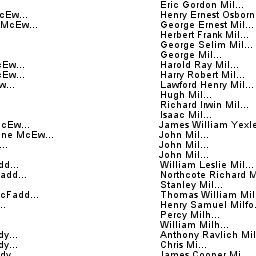 Eric Gordon Mil...
cEw... Henry Ernest Osborn
McEw... George Ernest Mil...
Herbert Frank Mil...
George Selim Mil...
George Mil...
cEw... Harold Ray Mil...
cEw... Harry Robert Mil...
w... Lawford Henry Mil...
Hugh Mil...
Richard Irwin Mil...
Isaac Mil...
cEw... James William Yexle
ne McEw... John Mil...
... John Mil...
John Mil...
dd... William Leslie Mil...
add... Northcote Richard M
Stanley Mil...
cFadd... Thomas William Mil
... Henry Samuel Milfo..
Percy Milh...
William Milh...
dy... Anthony Ravlich Mil
dy... Chris Mi...
dy... James Cooper Mi